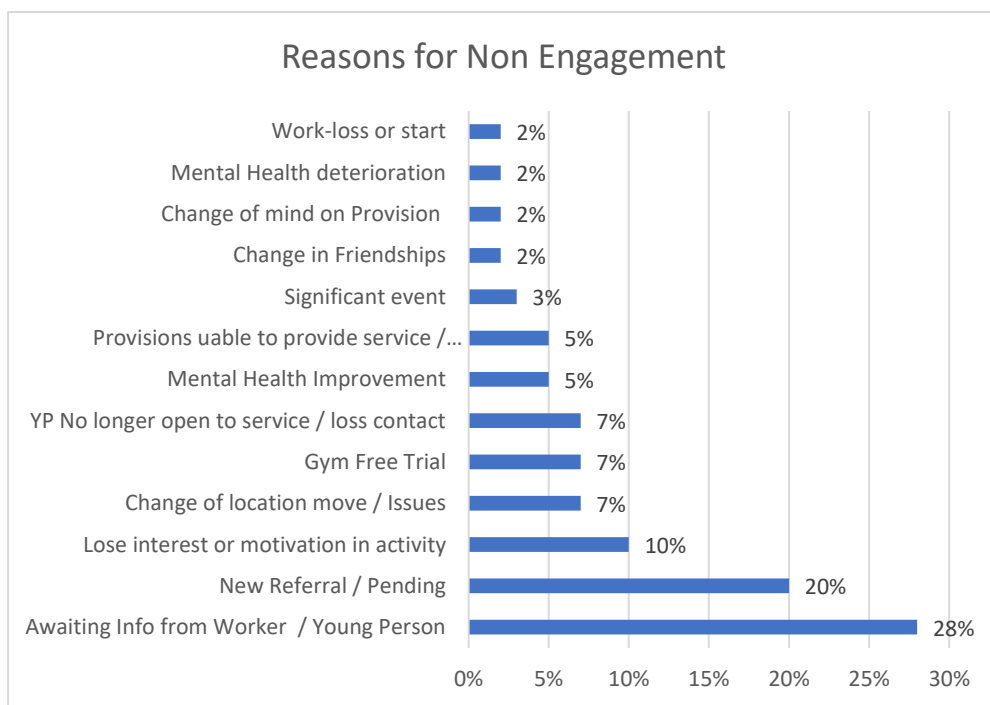 Reasons for Non Engagement
Work-loss or start 2%
Mental Health deterioration 2%
Change of mind on Provision 2%
Change in Friendships 2%
Significant event 3%
Provisions uable to provide service /... 5%
Mental Health Improvement 5%
YP No longer open to service / loss contact 7%
Gym Free Trial 7%
Change of location move / Issues 7%
Lose interest or motivation in activity 10%
New Referral / Pending 20%
Awaiting Info from Worker / Young Person 28%
0% 5% 10% 15% 20% 25% 30%